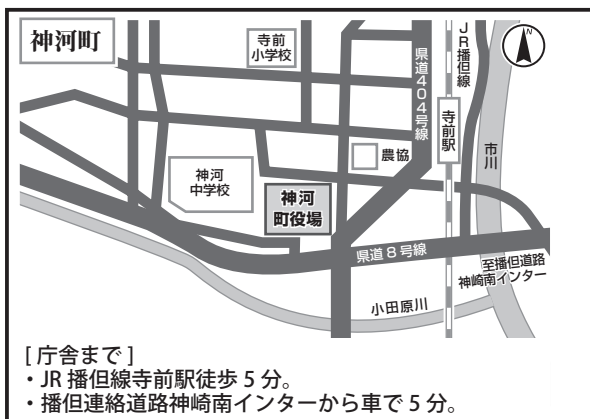 神河町
寺前
小学校
県道404号線
JR播但線
N
寺前駅
市川
農協
神河
中学校
神河
町役場
県道8号線
至播但道路
神崎南インター
小田原川
[ 庁舎まで ]
・JR 播但線寺前駅徒歩 5 分。
・播但連絡道路神崎南インターから車で 5 分。